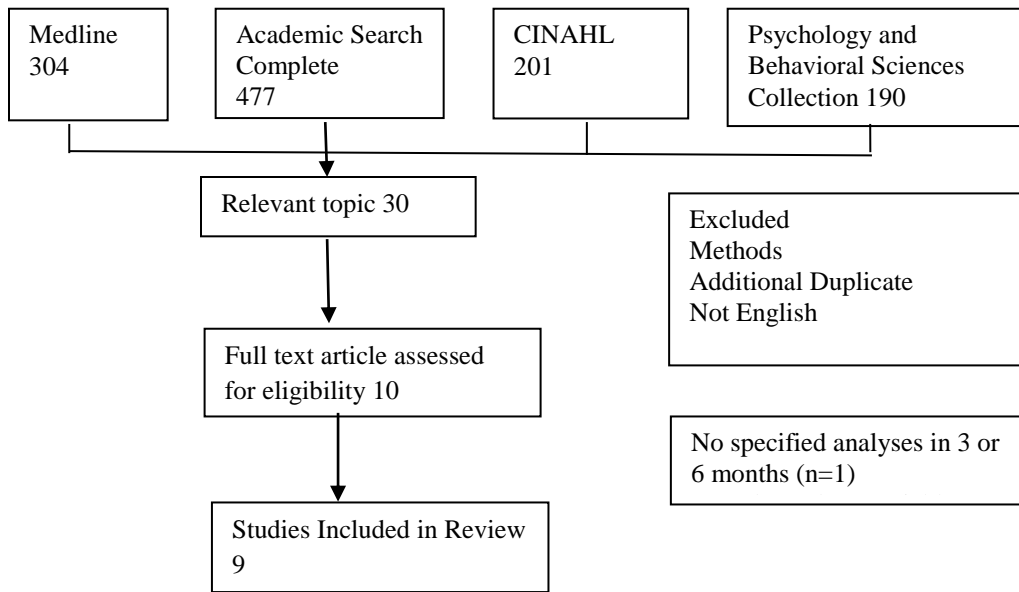 Medline
304
Academic Search
Complete
477
CINAHL
201
Psychology and
Behavioral Sciences
Collection 190
Relevant topic 30
Excluded
Methods
Additional Duplicate
Not English
Full text article assessed
for eligibility 10
No specified analyses in 3 or
6 months (n=1)
Studies Included in Review
9